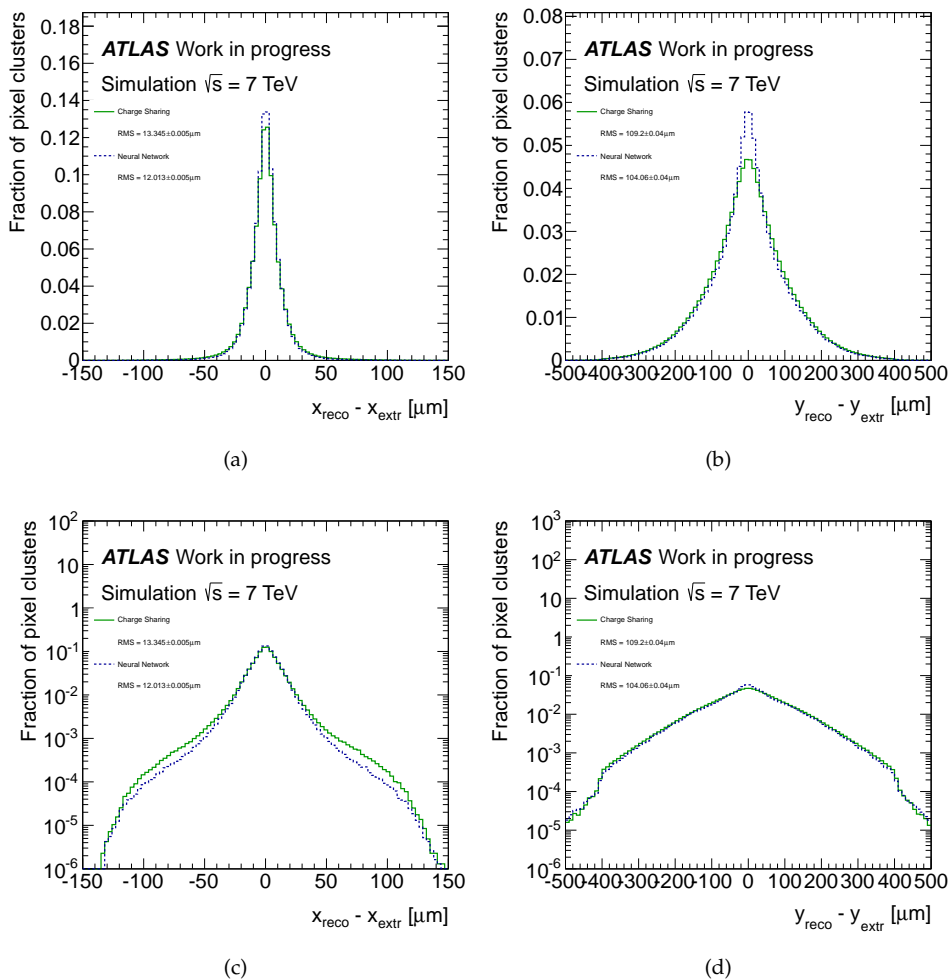 ATLAS Work in progress
Simulation √s = 7 TeV
Charge Sharing
RMS = 13.345±0.005μm
Neural Network
RMS = 12.013±0.005μm
Fraction of pixel clusters
0.18
0.16
0.14
0.12
0.1
0.08
0.06
0.04
0.02
0
-150 -100 -50 0 50 100 150
x_reco - x_extr [μm]
(a)
ATLAS Work in progress
Simulation √s = 7 TeV
Charge Sharing
RMS = 109.2±0.04μm
Neural Network
RMS = 104.06±0.04μm
Fraction of pixel clusters
0.08
0.07
0.06
0.05
0.04
0.03
0.02
0.01
0
-500 -400 -300 -200 -100 0 100 200 300 400 500
y_reco - y_extr [μm]
(b)
ATLAS Work in progress
Simulation √s = 7 TeV
Charge Sharing
RMS = 13.345±0.005μm
Neural Network
RMS = 12.013±0.005μm
Fraction of pixel clusters
10²
10
1
10⁻¹
10⁻²
10⁻³
10⁻⁴
10⁻⁵
10⁻⁶
-150 -100 -50 0 50 100 150
x_reco - x_extr [μm]
(c)
ATLAS Work in progress
Simulation √s = 7 TeV
Charge Sharing
RMS = 109.2±0.04μm
Neural Network
RMS = 104.06±0.04μm
Fraction of pixel clusters
10³
10²
10
1
10⁻¹
10⁻²
10⁻³
10⁻⁴
10⁻⁵
10⁻⁶
-500 -400 -300 -200 -100 0 100 200 300 400 500
y_reco - y_extr [μm]
(d)